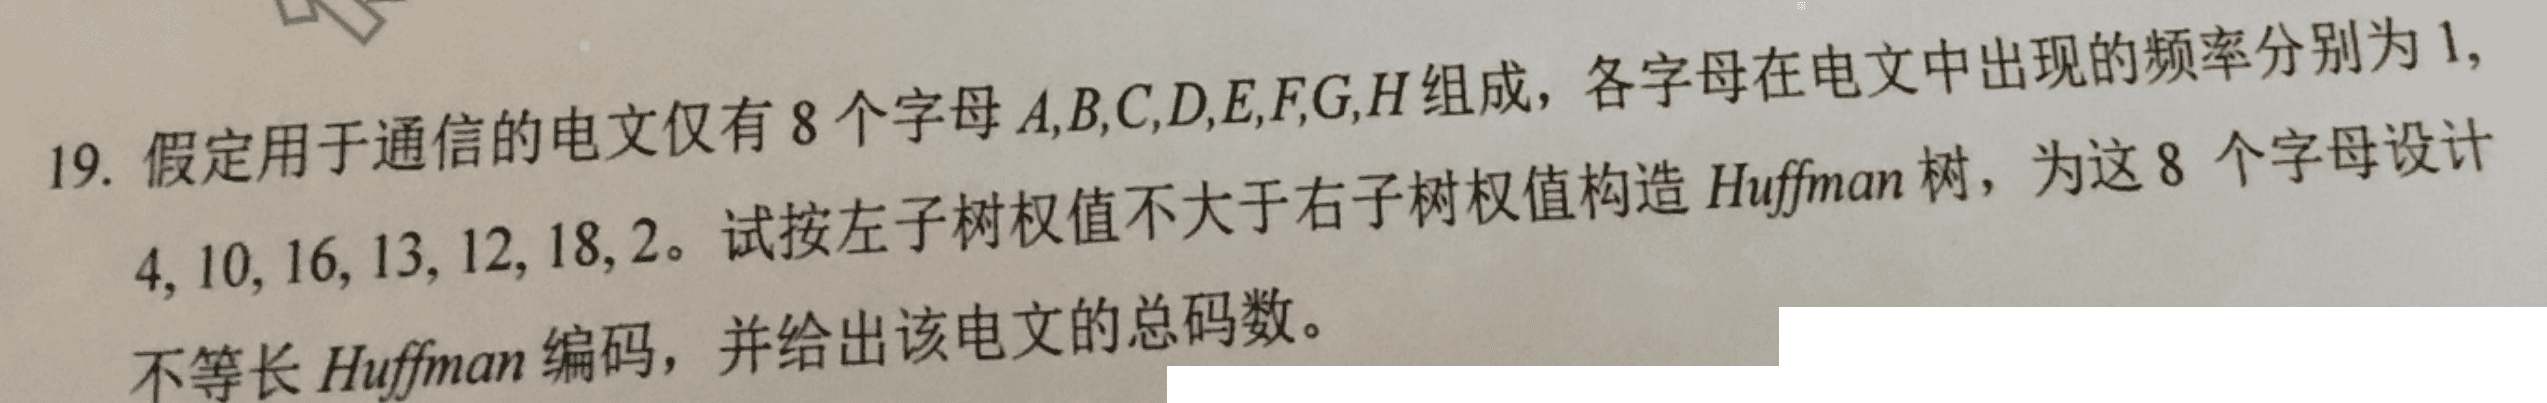 19. 假定用于通信的电文仅有 8 个字母 A,B,C,D,E,F,G,H 组成，各字母在电文中出现的频率分别为 1,
4, 10, 16, 13, 12, 18, 2。试按左子树权值不大于右子树权值构造 Huffman 树，为这 8 个字母设计
不等长 Huffman 编码，并给出该电文的总码数。